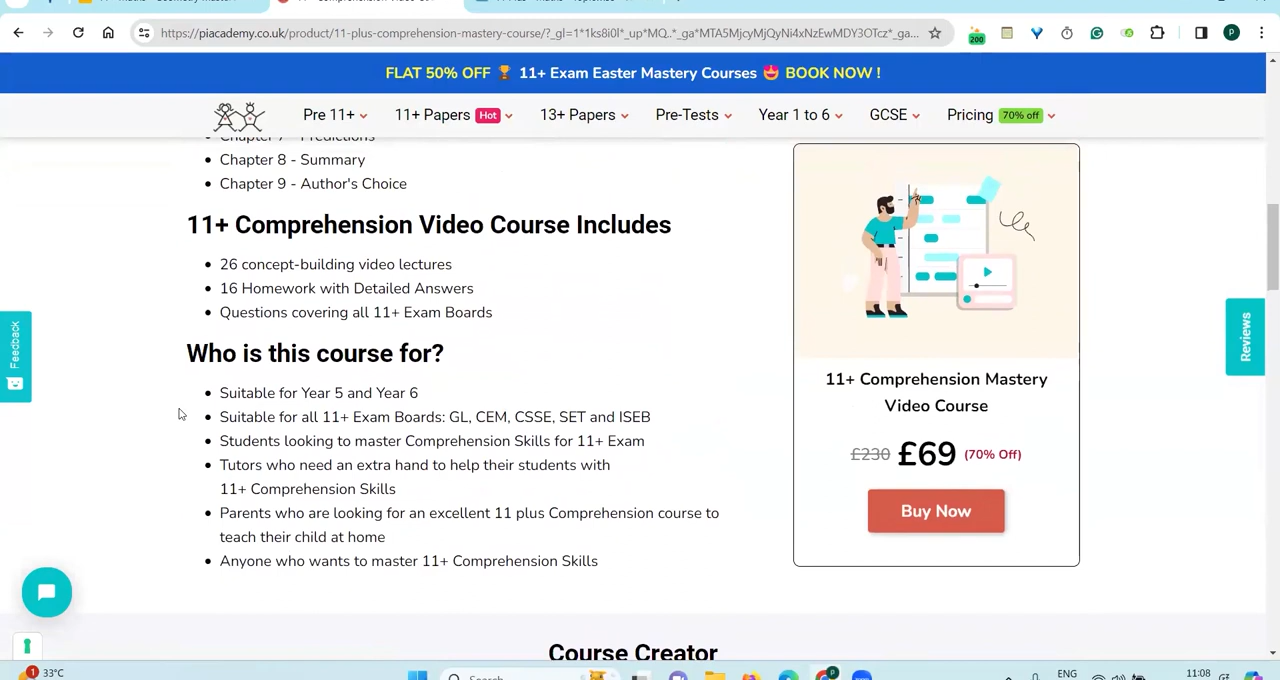 https://piacademy.co.uk/product/11-plus-comprehension-mastery-course/?_gl=1*1ks8i0l*_up*MQ..*_ga*MTA5MjcyMjQyNi4xNzEwMDY3OTcz*_ga...
200
P
FLAT 50% OFF 🏆 11+ Exam Easter Mastery Courses 🤩 BOOK NOW !
Pre 11+ 11+ Papers Hot 13+ Papers Pre-Tests Year 1 to 6 GCSE Pricing 70% off
Chapter 7 - Predictions
Chapter 8 - Summary
Chapter 9 - Author's Choice
11+ Comprehension Video Course Includes
26 concept-building video lectures
16 Homework with Detailed Answers
Questions covering all 11+ Exam Boards
Who is this course for?
Suitable for Year 5 and Year 6
Suitable for all 11+ Exam Boards: GL, CEM, CSSE, SET and ISEB
Students looking to master Comprehension Skills for 11+ Exam
Tutors who need an extra hand to help their students with
11+ Comprehension Skills
Parents who are looking for an excellent 11 plus Comprehension course to
teach their child at home
Anyone who wants to master 11+ Comprehension Skills
11+ Comprehension Mastery
Video Course
£230 £69 (70% Off)
Buy Now
Feedback
Reviews
Course Creator
1
33°C
Search
ENG
11:08